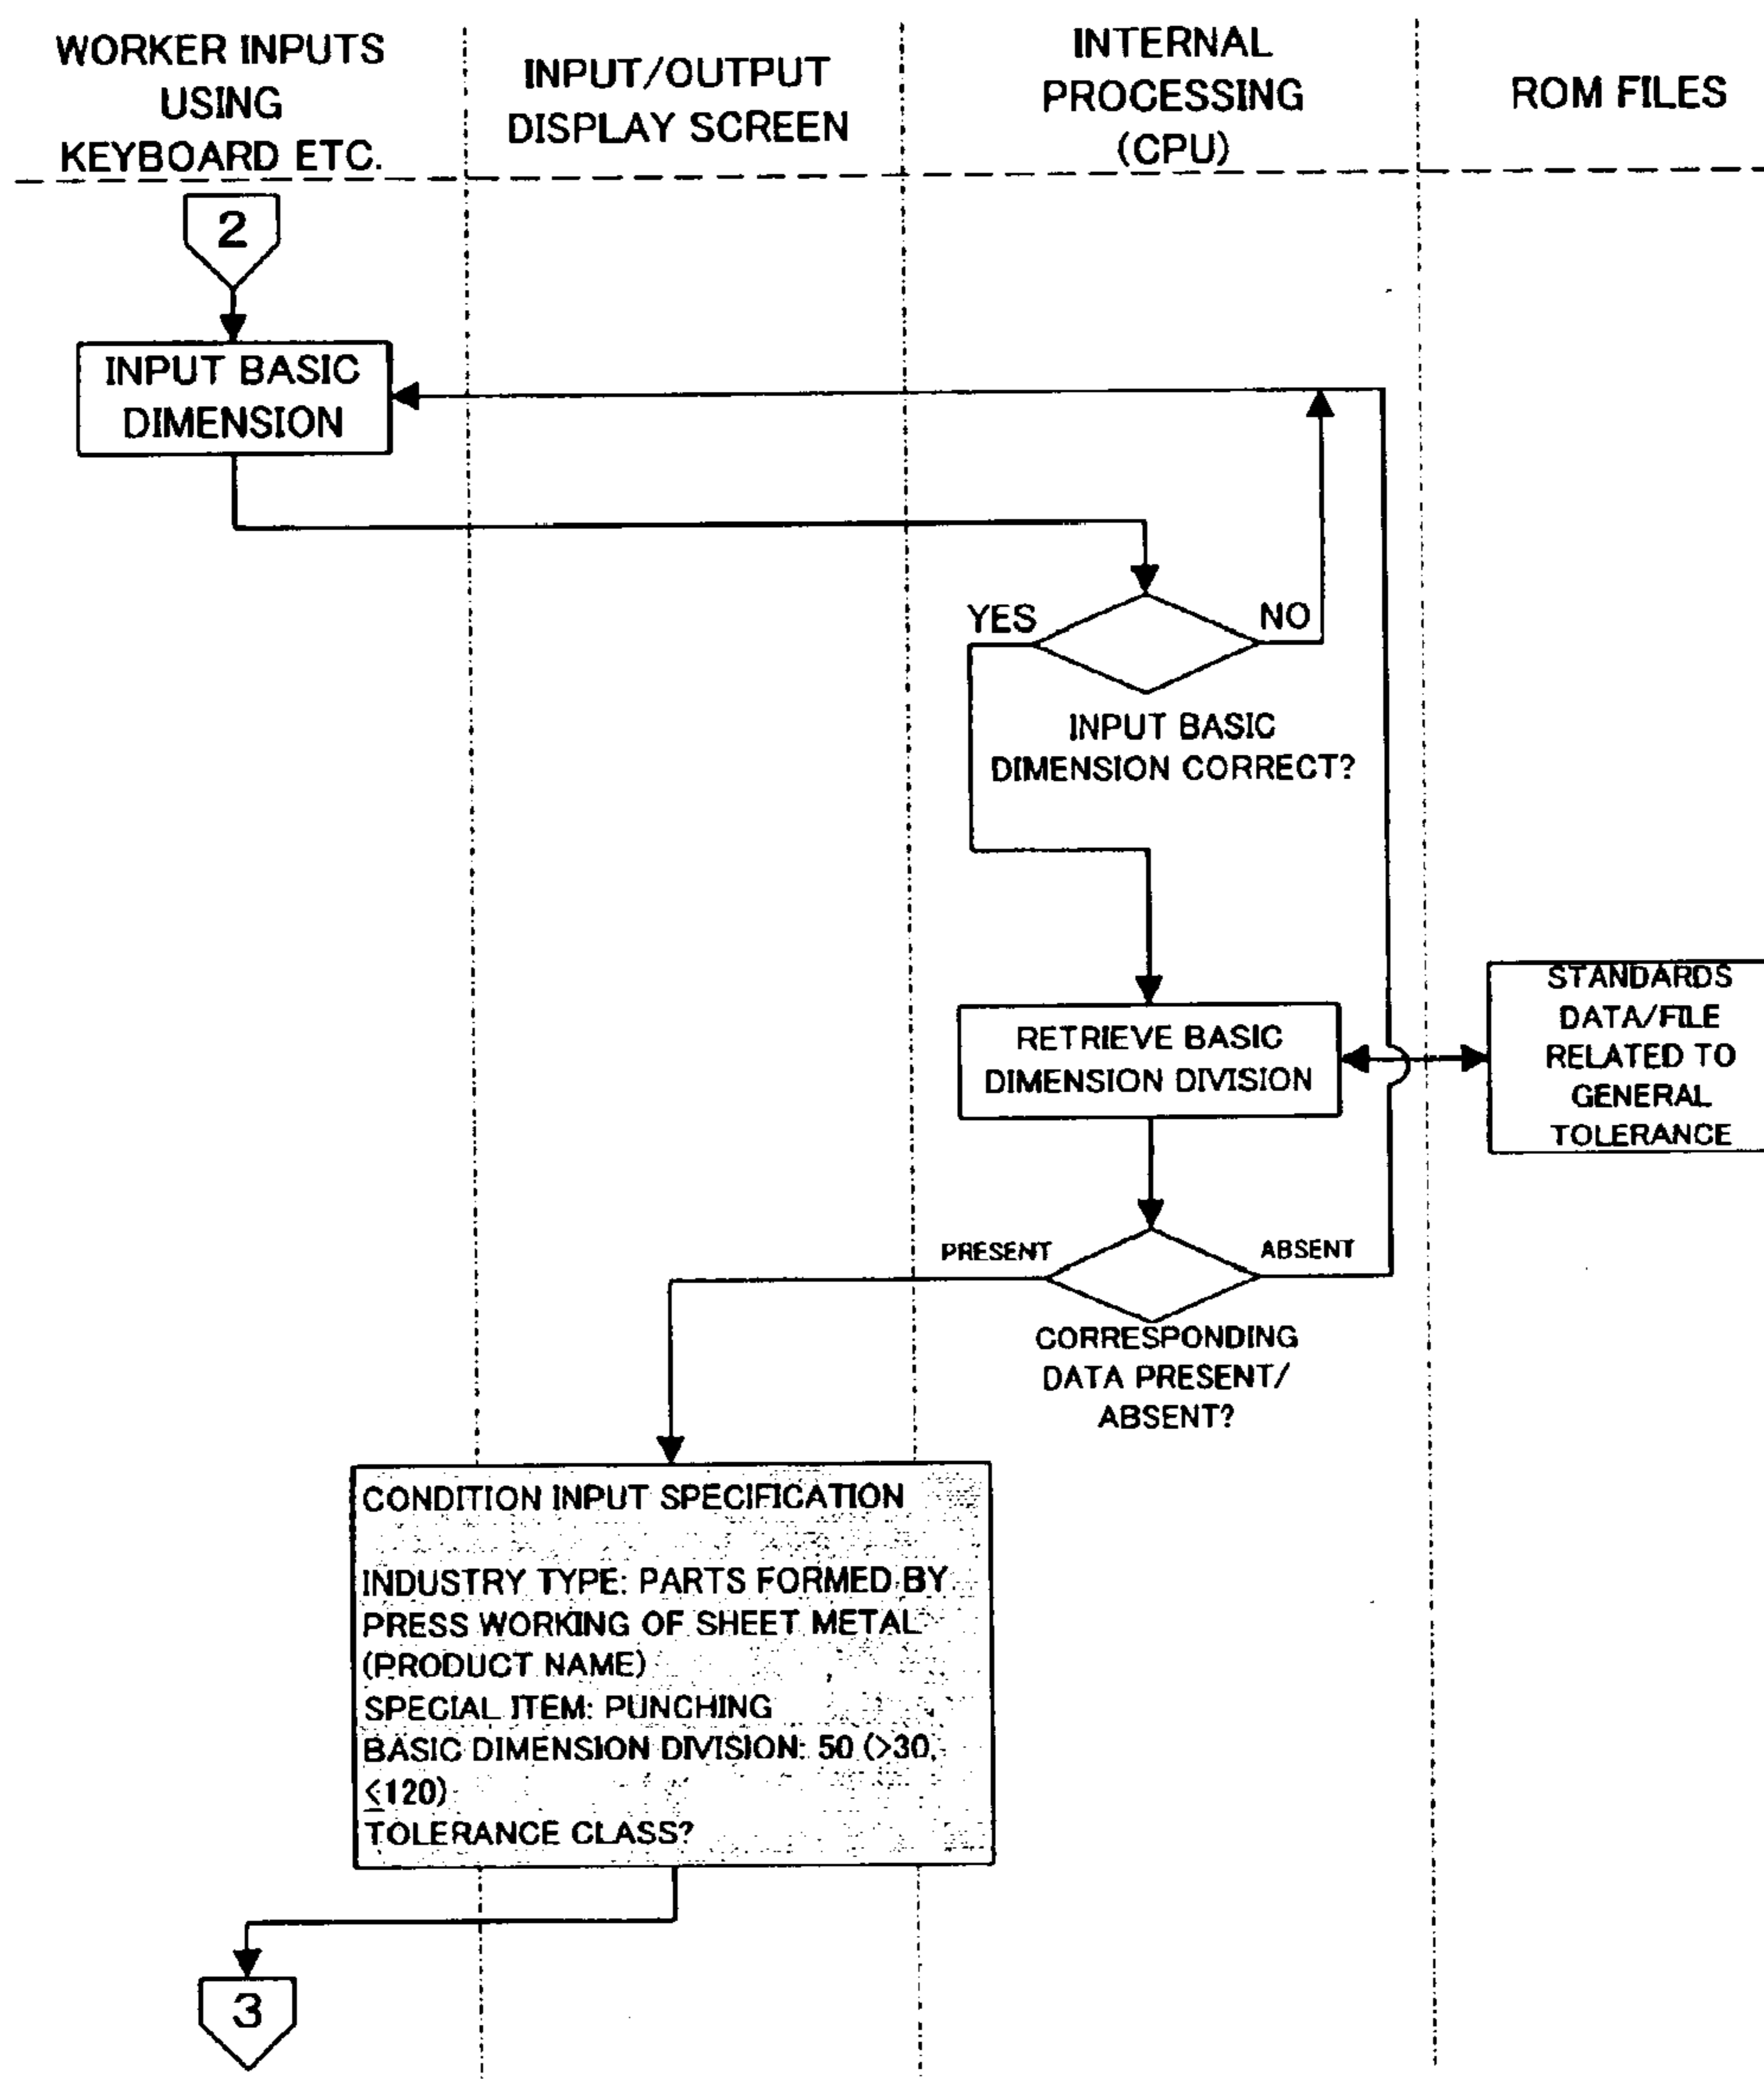 WORKER INPUTS
USING
KEYBOARD ETC.
INPUT/OUTPUT
DISPLAY SCREEN
INTERNAL
PROCESSING
(CPU)
ROM FILES
2
INPUT BASIC
DIMENSION
YES
NO
INPUT BASIC
DIMENSION CORRECT?
RETRIEVE BASIC
DIMENSION DIVISION
STANDARDS
DATA/FILE
RELATED TO
GENERAL
TOLERANCE
PRESENT
ABSENT
CORRESPONDING
DATA PRESENT/
ABSENT?
CONDITION INPUT SPECIFICATION
INDUSTRY TYPE: PARTS FORMED BY
PRESS WORKING OF SHEET METAL
(PRODUCT NAME)
SPECIAL ITEM: PUNCHING
BASIC DIMENSION DIVISION: 50 (>30,
≤120)
TOLERANCE CLASS?
3